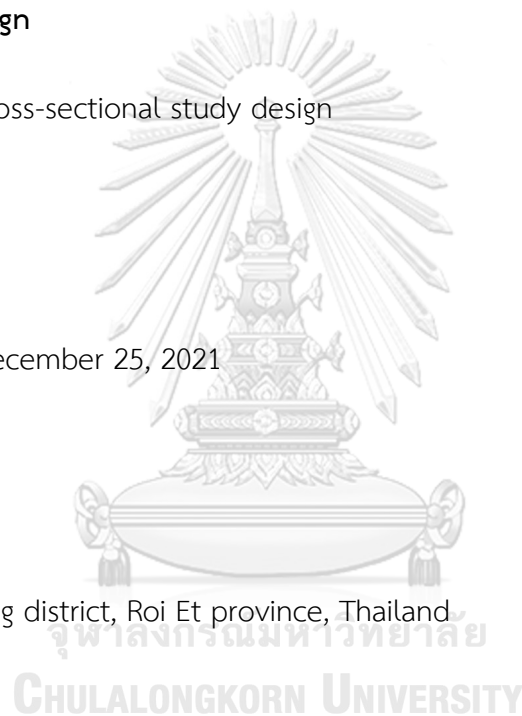 ign
oss-sectional study design
ecember 25, 2021
g district, Roi Et province, Thailand
จุฬาลงกรณ์มหาวิทยาลัย
CHULALONGKORN UNIVERSITY